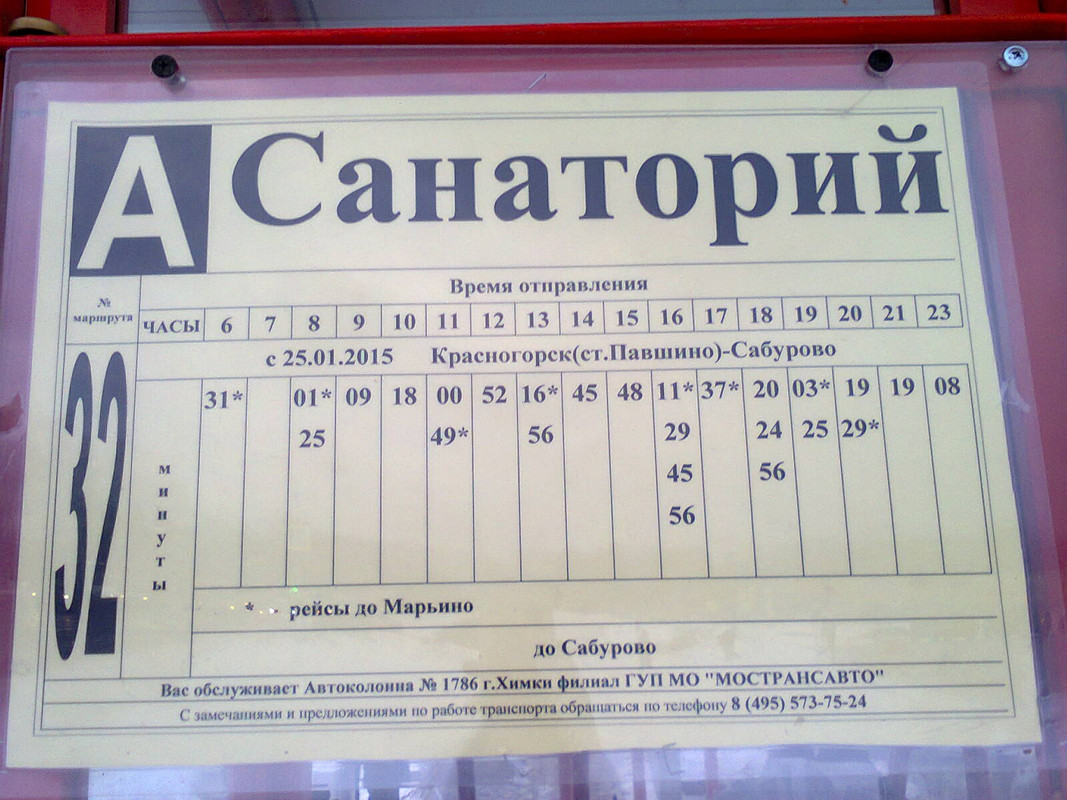 А Санаторий
Время отправления
№ маршрута
ЧАСЫ 6 7 8 9 10 11 12 13 14 15 16 17 18 19 20 21 23
с 25.01.2015 Красногорск(ст.Павшино)-Сабурово
32
минуты
31* 01* 09 18 00 52 16* 45 48 11* 37* 20 03* 19 19 08
25 49* 56 29 24 25 29*
45 56
56
* - рейсы до Марьино
до Сабурово
Вас обслуживает Автоколонна № 1786 г.Химки филиал ГУП МО "МОСТРАНСАВТО"
С замечаниями и предложениями по работе транспорта обращаться по телефону 8 (495) 573-75-24